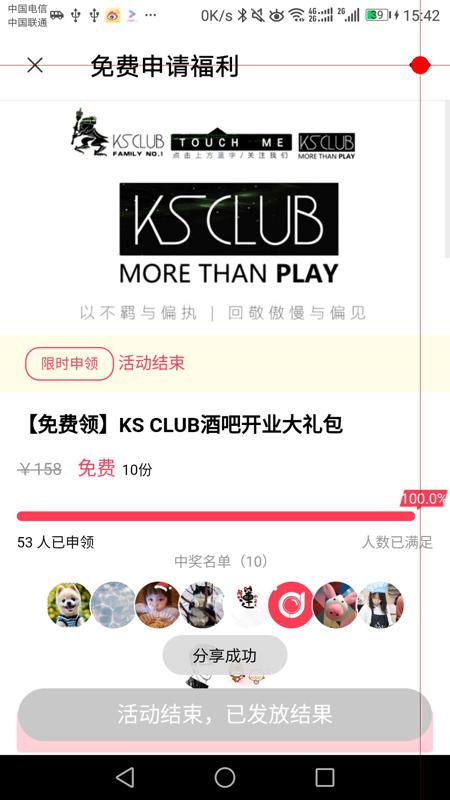 中国电信
中国联通
0K/s
4G
2G
2G
39
15:42
免费申请福利
KS CLUB
FAMILY NO.1
TOUCH ME
点击上方蓝字/关注我们
KS CLUB
MORE THAN PLAY
KS CLUB
MORE THAN PLAY
以不羁与偏执 | 回敬傲慢与偏见
限时申领
活动结束
【免费领】KS CLUB酒吧开业大礼包
￥158 免费 10份
100.0%
53 人已申领
人数已满足
中奖名单（10）
分享成功
活动结束，已发放结果